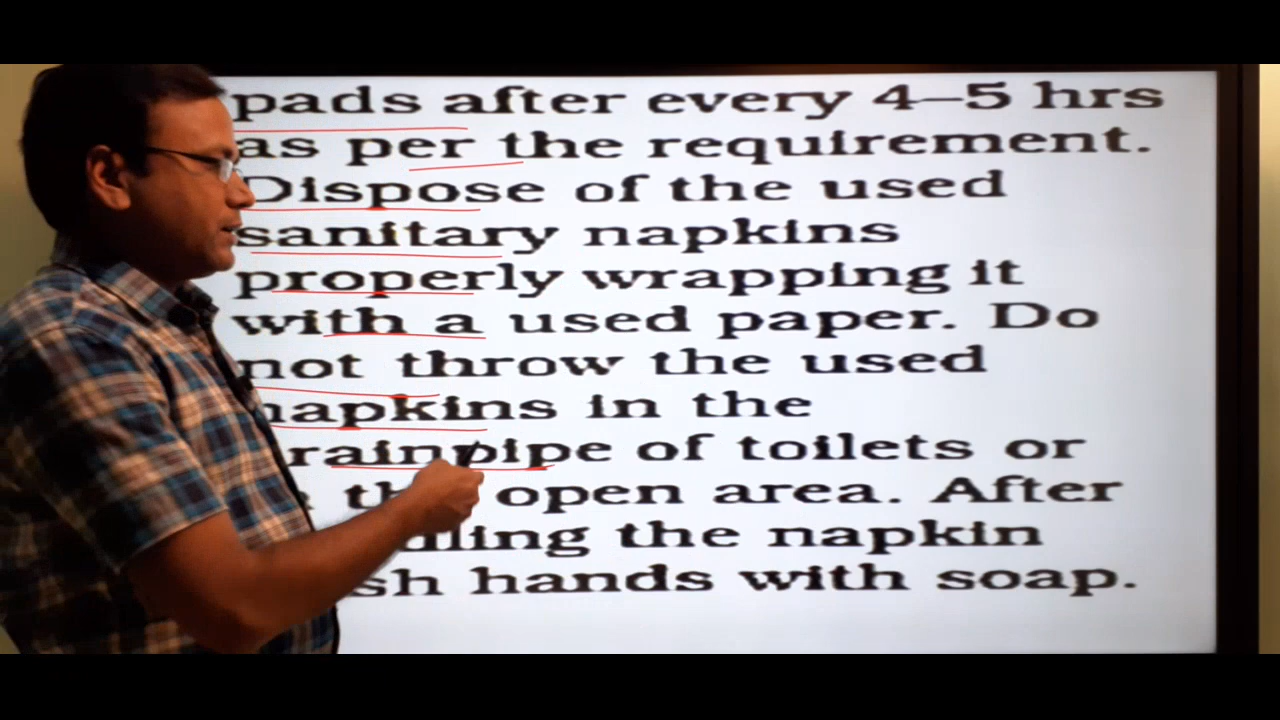 pads after every 4–5 hrs
as per the requirement.
Dispose of the used
sanitary napkins
properly wrapping it
with a used paper. Do
not throw the used
napkins in the
rainpipe of toilets or
open area. After
ling the napkin
sh hands with soap.